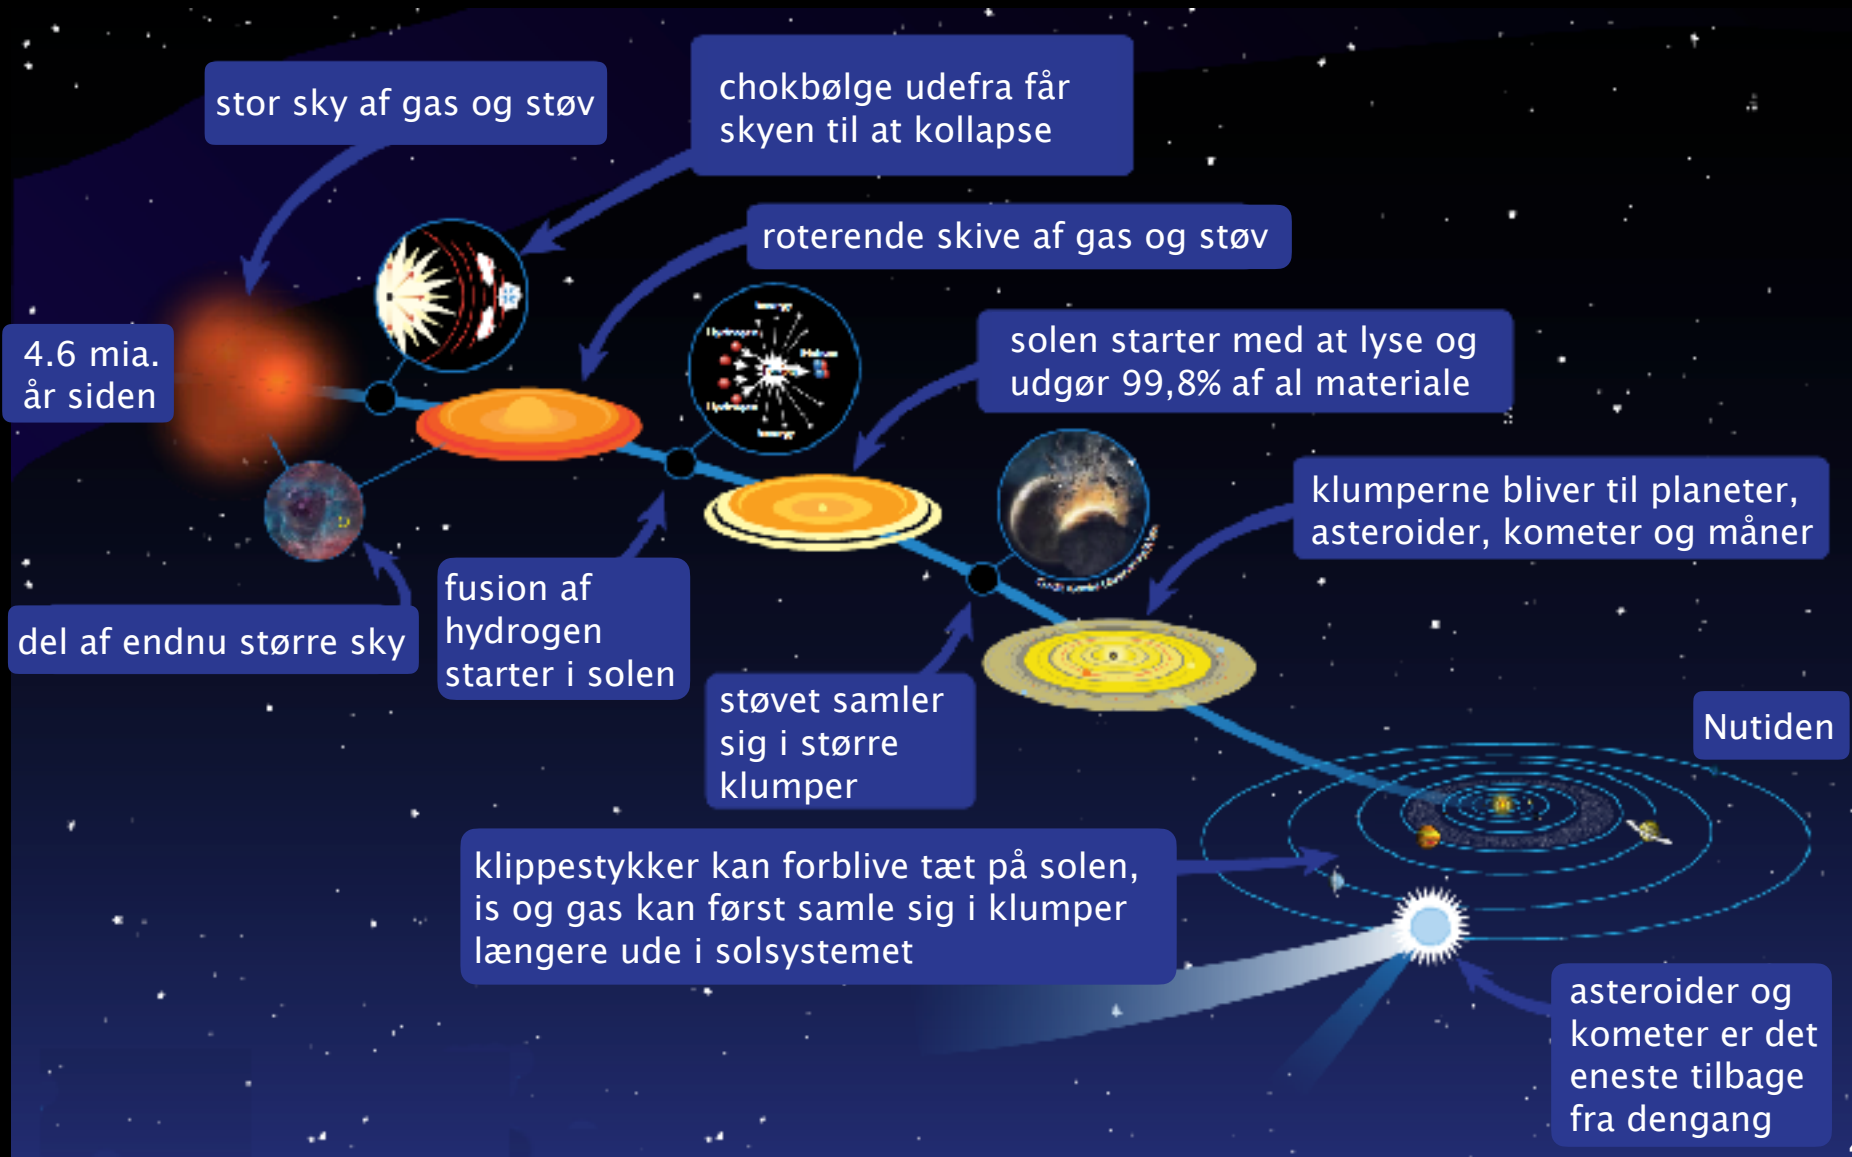 stor sky af gas og støv
chokbølge udefra får
skyen til at kollapse
roterende skive af gas og støv
4.6 mia.
år siden
Hydrogen
Hydrogen
solen starter med at lyse og
udgør 99,8% af al materiale
klumperne bliver til planeter,
asteroider, kometer og måner
del af endnu større sky
fusion af
hydrogen
starter i solen
støvet samler
sig i større
klumper
Nutiden
klippestykker kan forblive tæt på solen,
is og gas kan først samle sig i klumper
længere ude i solsystemet
asteroider og
kometer er det
eneste tilbage
fra dengang